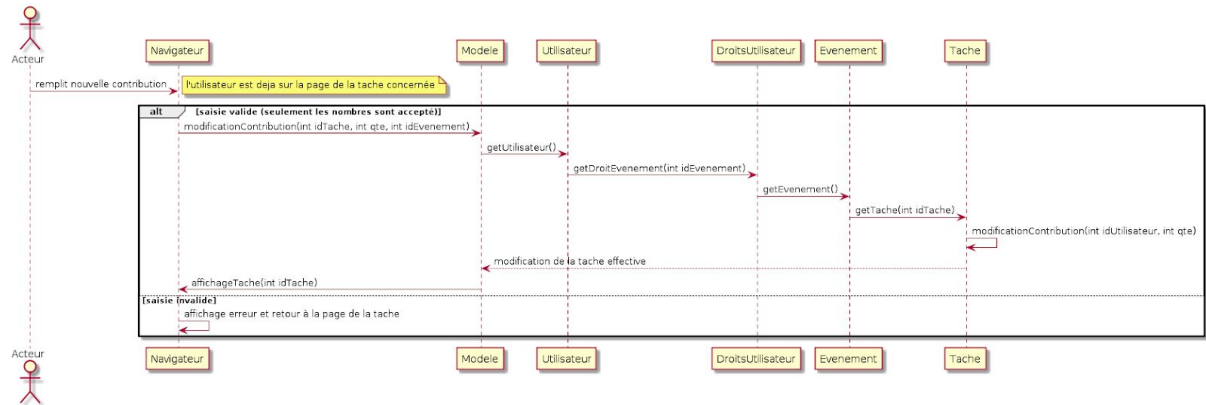 Acteur
Navigateur Modele Utilisateur DroitsUtilisateur Evenement Tache
remplit nouvelle contribution
l'utilisateur est deja sur la page de la tache concernée
alt [saisie valide (seulement les nombres sont accepté)]
modificationContribution(int idTache, int qte, int idEvenement)
getUtilisateur()
getDroitEvenement(int idEvenement)
getEvenement()
getTache(int idTache)
modificationContribution(int idUtilisateur, int qte)
modification de la tache effective
affichageTache(int idTache)
[saisie invalide]
affichage erreur et retour à la page de la tache
Acteur
Navigateur Modele Utilisateur DroitsUtilisateur Evenement Tache